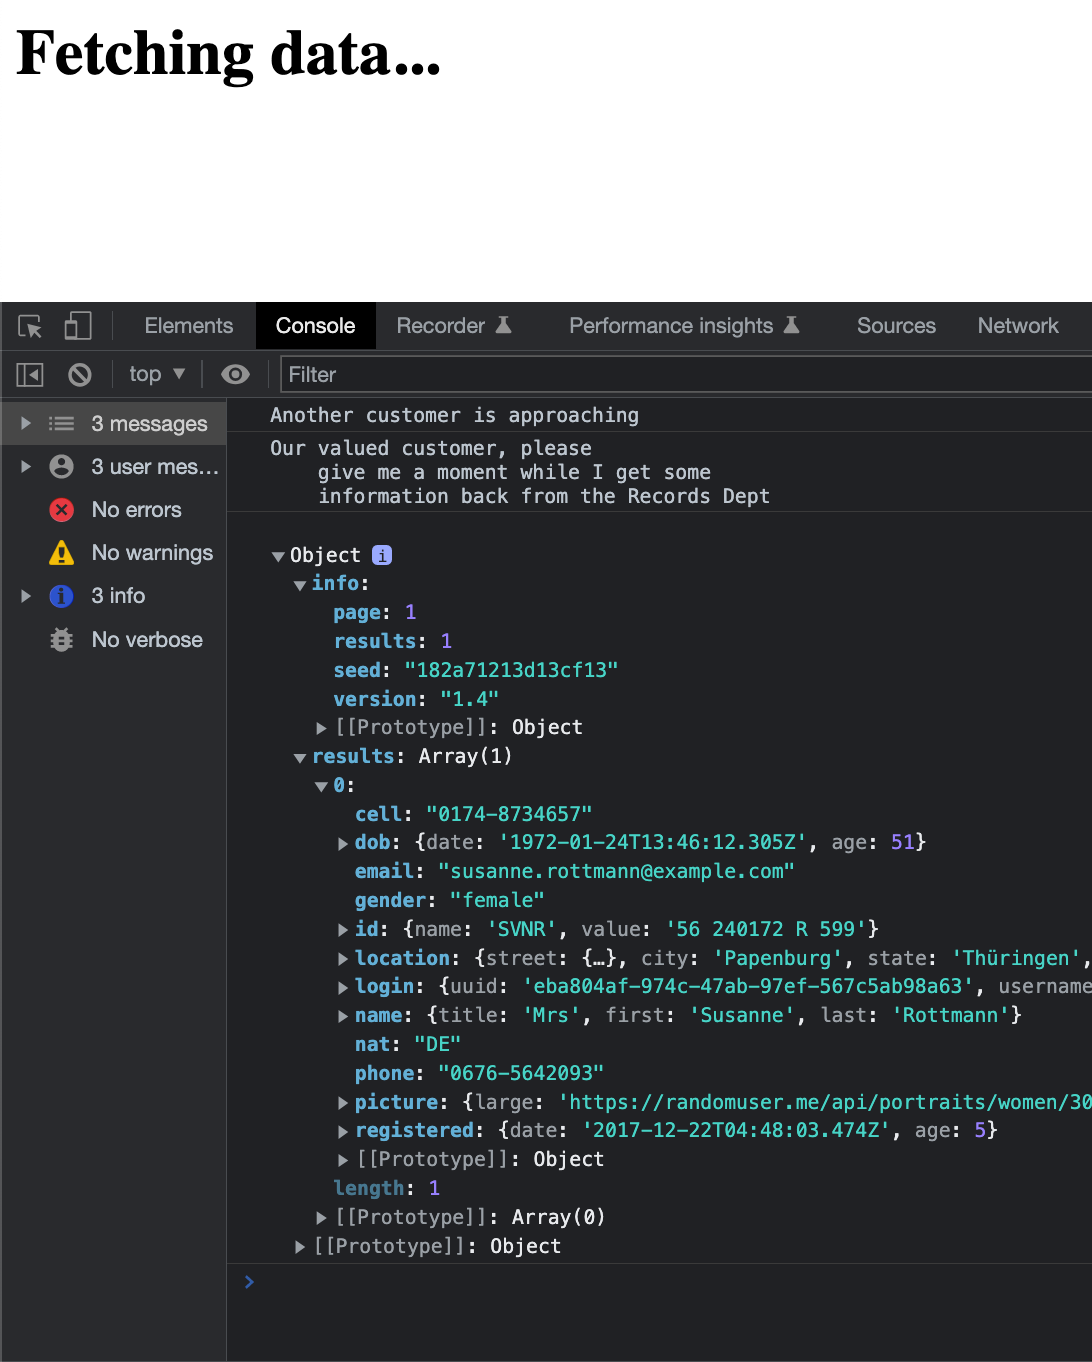 Fetching data...
Elements Console Recorder Performance insights Sources Network
top Filter
3 messages
3 user mes...
No errors
No warnings
3 info
No verbose
Another customer is approaching
Our valued customer, please
give me a moment while I get some
information back from the Records Dept
Object i
info:
page: 1
results: 1
seed: "182a71213d13cf13"
version: "1.4"
[[Prototype]]: Object
results: Array(1)
0:
cell: "0174-8734657"
dob: {date: '1972-01-24T13:46:12.305Z', age: 51}
email: "susanne.rottmann@example.com"
gender: "female"
id: {name: 'SVNR', value: '56 240172 R 599'}
location: {street: {…}, city: 'Papenburg', state: 'Thüringen',
login: {uuid: 'eba804af-974c-47ab-97ef-567c5ab98a63', username
name: {title: 'Mrs', first: 'Susanne', last: 'Rottmann'}
nat: "DE"
phone: "0676-5642093"
picture: {large: 'https://randomuser.me/api/portraits/women/30
registered: {date: '2017-12-22T04:48:03.474Z', age: 5}
[[Prototype]]: Object
length: 1
[[Prototype]]: Array(0)
[[Prototype]]: Object